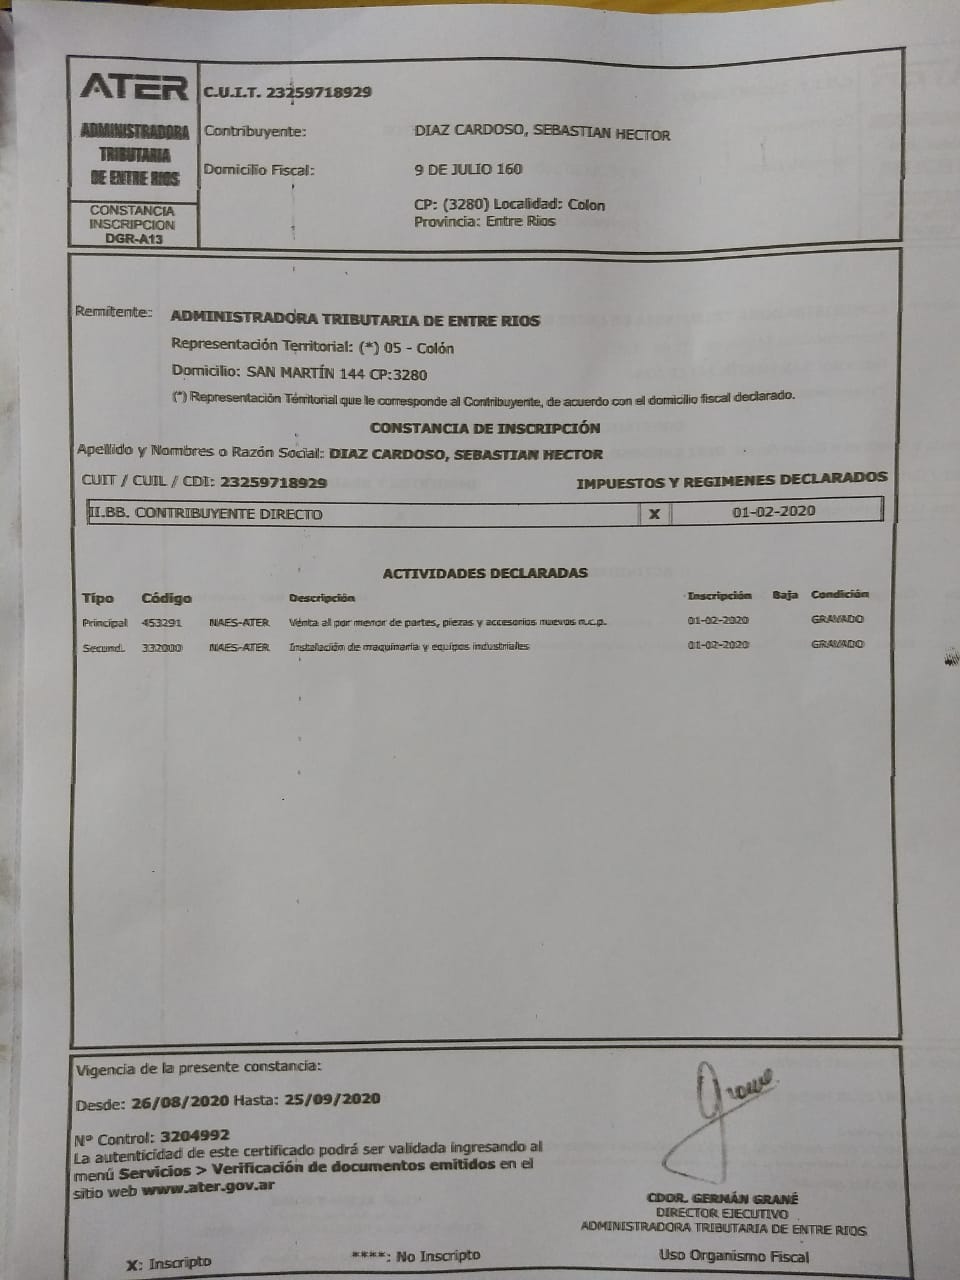 ATER
ADMINISTRADORA
TRIBUTARIA
DE ENTRE RIOS
CONSTANCIA
INSCRIPCION
DGR-A13
C.U.I.T. 23259718929
Contribuyente: DIAZ CARDOSO, SEBASTIAN HECTOR
Domicilio Fiscal: 9 DE JULIO 160
CP: (3280) Localidad: Colon
Provincia: Entre Rios
Remitente: ADMINISTRADORA TRIBUTARIA DE ENTRE RIOS
Representación Territorial: (*) 05 - Colón
Domicilio: SAN MARTÍN 144 CP:3280
(*) Representación Térritorial que le corresponde al Contribuyente, de acuerdo con el domicilio fiscal declarado.
CONSTANCIA DE INSCRIPCIÓN
Apellido y Nombres o Razón Social: DIAZ CARDOSO, SEBASTIAN HECTOR
CUIT / CUIL / CDI: 23259718929 IMPUESTOS Y REGIMENES DECLARADOS
II.BB. CONTRIBUYENTE DIRECTO X 01-02-2020
ACTIVIDADES DECLARADAS
Tipo Código Descripción Inscripción Baja Condición
Principal 453291 NAES-ATER Venta al por menor de partes, piezas y accesorios nuevos n.c.p. 01-02-2020 GRAVADO
Secund. 332000 NAES-ATER Instalación de maquinaria y equipos industriales 01-02-2020 GRAVADO
Vigencia de la presente constancia:
Desde: 26/08/2020 Hasta: 25/09/2020
Nº Control: 3204992
La autenticidad de este certificado podrá ser validada ingresando al
menú Servicios > Verificación de documentos emitidos en el
sitio web www.ater.gov.ar
X: Inscripto ****: No Inscripto
Grané
CDOR. GERMÁN GRANÉ
DIRECTOR EJECUTIVO
ADMINISTRADORA TRIBUTARIA DE ENTRE RIOS
Uso Organismo Fiscal